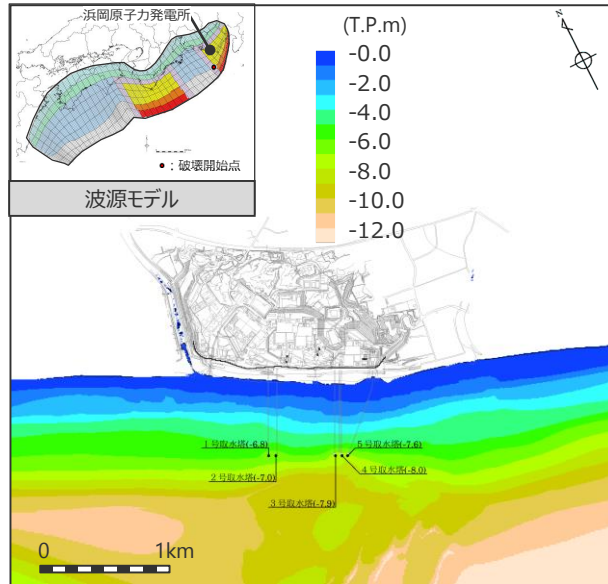 浜岡原子力発電所
●：破壊開始点
波源モデル
(T.P.m)
-0.0
-2.0
-4.0
-6.0
-8.0
-10.0
-12.0
N
1号取水塔(-6.8)
5号取水塔(-7.6)
2号取水塔(-7.0)
4号取水塔(-8.0)
3号取水塔(-7.9)
0 1km